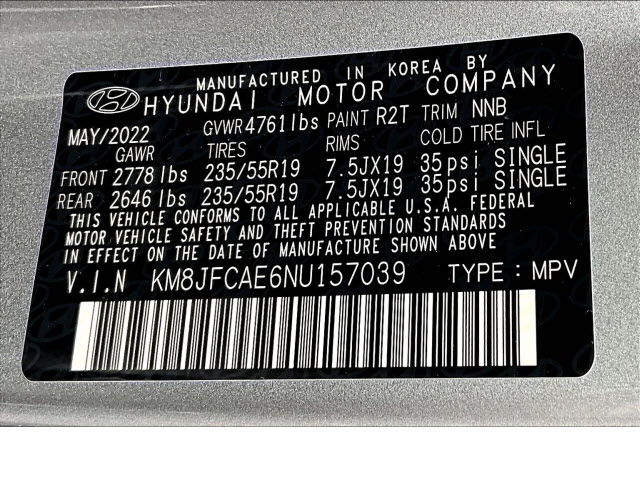 MANUFACTURED IN KOREA BY
HYUNDAI MOTOR COMPANY
MAY/2022 GVWR 4761lbs PAINT R2T TRIM NNB
GAWR TIRES RIMS COLD TIRE INFL
FRONT 2778 lbs 235/55R19 7.5JX19 35psi SINGLE
REAR 2646 lbs 235/55R19 7.5JX19 35psi SINGLE
THIS VEHICLE CONFORMS TO ALL APPLICABLE U.S.A. FEDERAL
MOTOR VEHICLE SAFETY AND THEFT PREVENTION STANDARDS
IN EFFECT ON THE DATE OF MANUFACTURE SHOWN ABOVE
V.I.N KM8JFCAE6NU157039 TYPE : MPV